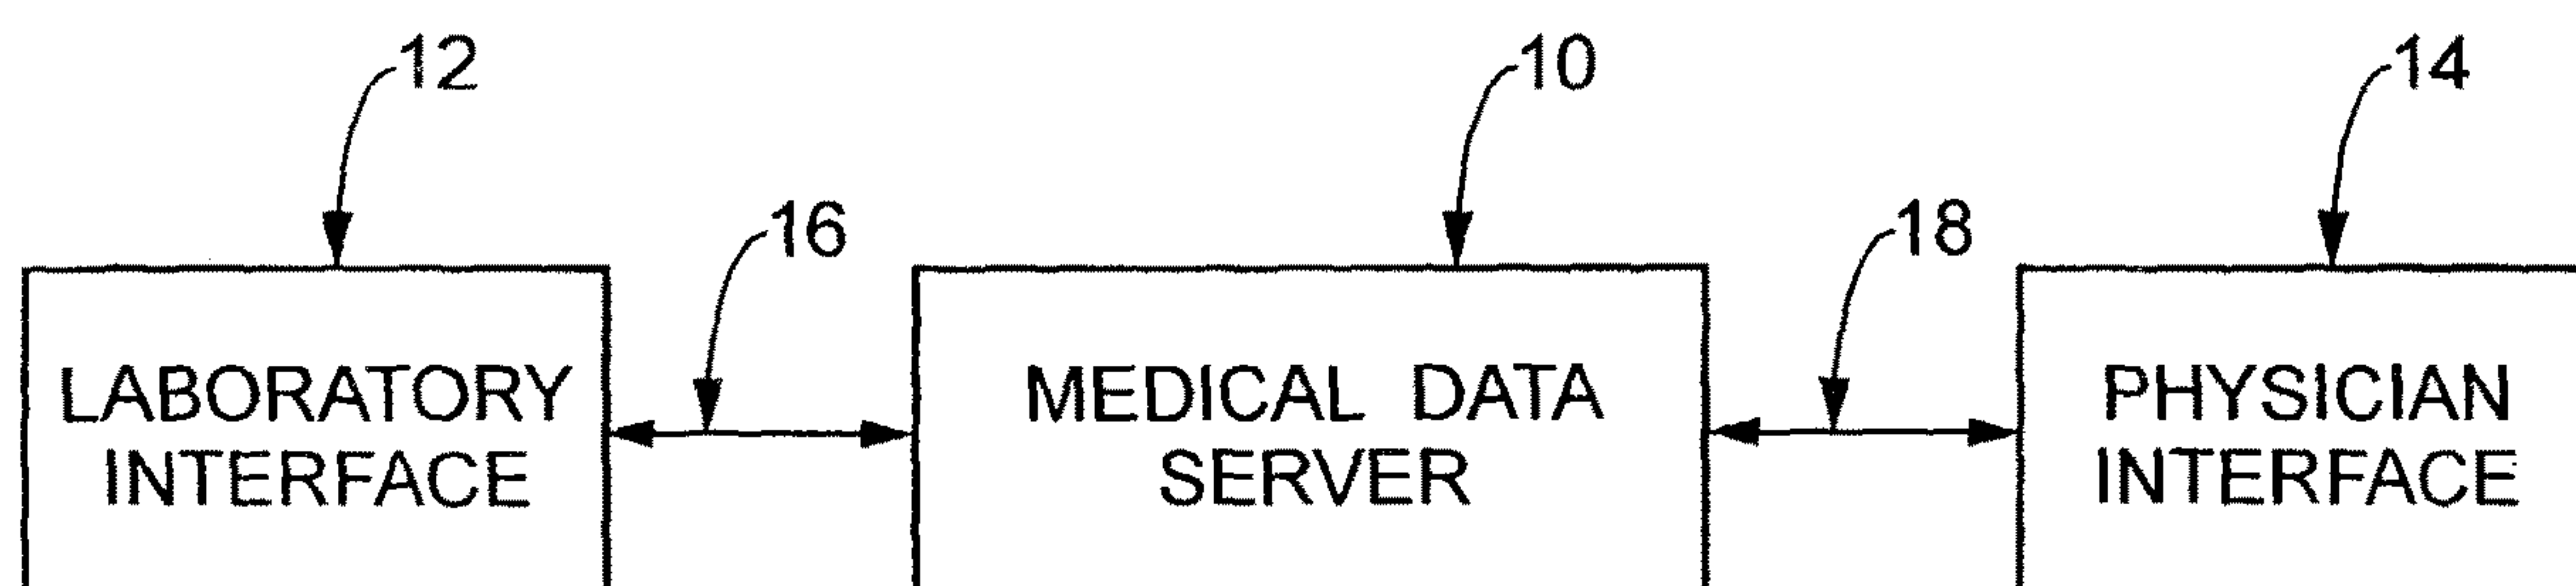 12
10
14
16
18
LABORATORY
INTERFACE
MEDICAL DATA
SERVER
PHYSICIAN
INTERFACE